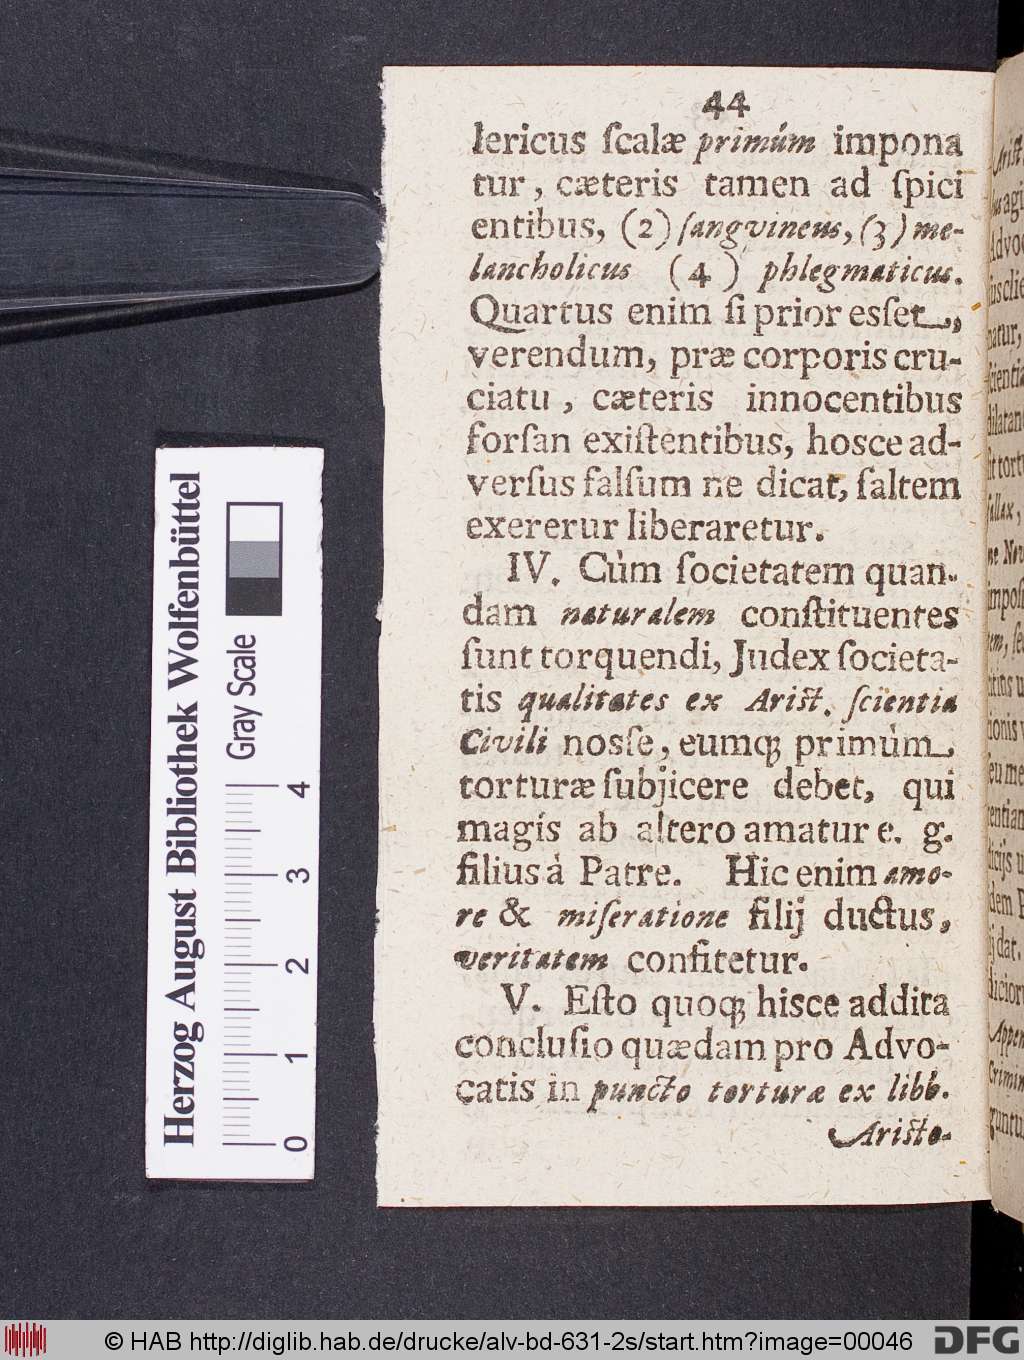 44
lericus ſcalæ primúm impona
tur, cæteris tamen ad ſpici
entibus, (2) ſangvineus, (3) me-
lancholicus (4) phlegmaticus.
Quartus enim ſi prior esſet,
verendum, præ corporis cru-
ciatu, cæteris innocentibus
forſan exiſtentibus, hosce ad-
verſus falſum ne dicat, ſaltem
exererur liberaretur.
IV. Cùm ſocietatem quan-
dam naturalem conſtituentes
ſunt torquendi, Judex ſocieta-
tis qualitates ex Ariſt. ſcientia
Civili nosſe, eumq; primùm
torturæ ſubjicere debet, qui
magís ab altero amatur e. g.
filius à Patre. Hic enim amo-
re & miſeratione filij ductus,
veritatem confitetur.
V. Eſto quoq; hisce addita
concluſio quædam pro Advo-
catis in puncto torturæ ex libb.
Ariſto-
Herzog August Bibliothek Wolfenbüttel
Gray Scale
0 1 2 3 4
© HAB http://diglib.hab.de/drucke/alv-bd-631-2s/start.htm?image=00046
DFG